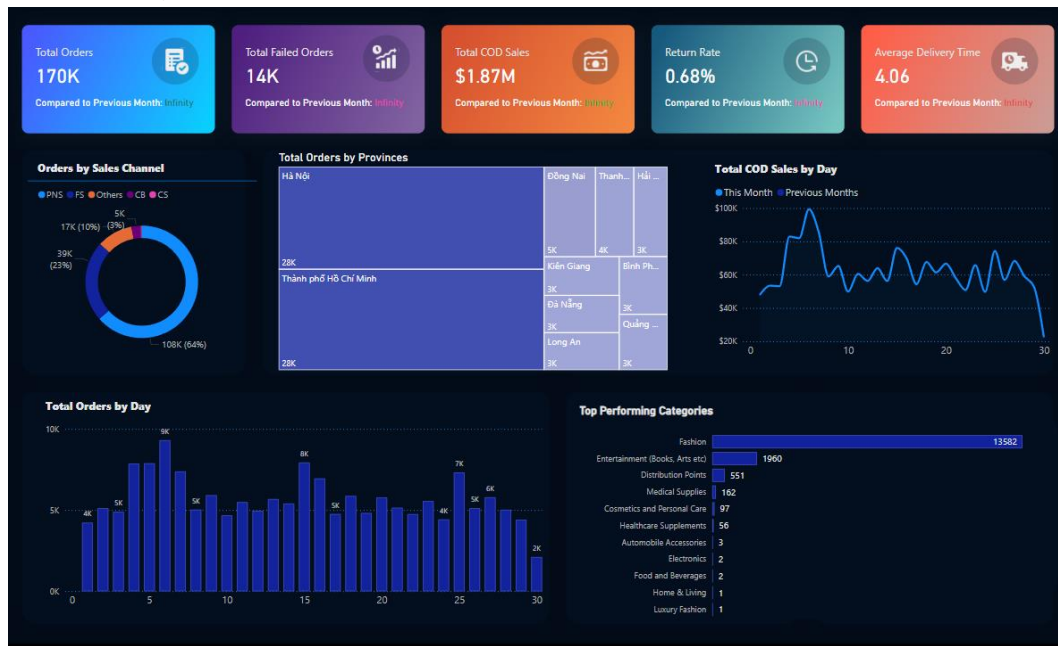 Total Orders
170K
Compared to Previous Month: Infinity
Total Failed Orders
14K
Compared to Previous Month: Infinity
Total COD Sales
$1.87M
Compared to Previous Month: Infinity
Return Rate
0.68%
Compared to Previous Month: Infinity
Average Delivery Time
4.06
Compared to Previous Month: Infinity
Orders by Sales Channel
PNS FS Others CB CS
5K
(3%)
17K (10%)
39K
(23%)
108K (64%)
Total Orders by Provinces
Hà Nội
28K
Thành phố Hồ Chí Minh
28K
Đồng Nai
5K
Thanh...
4K
Hải ...
3K
Kiên Giang
3K
Đà Nẵng
3K
Long An
3K
Bình Ph...
3K
Quảng ...
3K
Total COD Sales by Day
This Month Previous Months
$100K
$80K
$60K
$40K
$20K
0 10 20 30
Total Orders by Day
10K
5K
0K
4K
5K
9K
5K
8K
5K
4K
7K
5K
6K
2K
0 5 10 15 20 25 30
Top Performing Categories
Fashion 13582
Entertainment (Books, Arts etc) 1960
Distribution Points 551
Medical Supplies 162
Cosmetics and Personal Care 97
Healthcare Supplements 56
Automobile Accessories 3
Electronics 2
Food and Beverages 2
Home & Living 1
Luxury Fashion 1